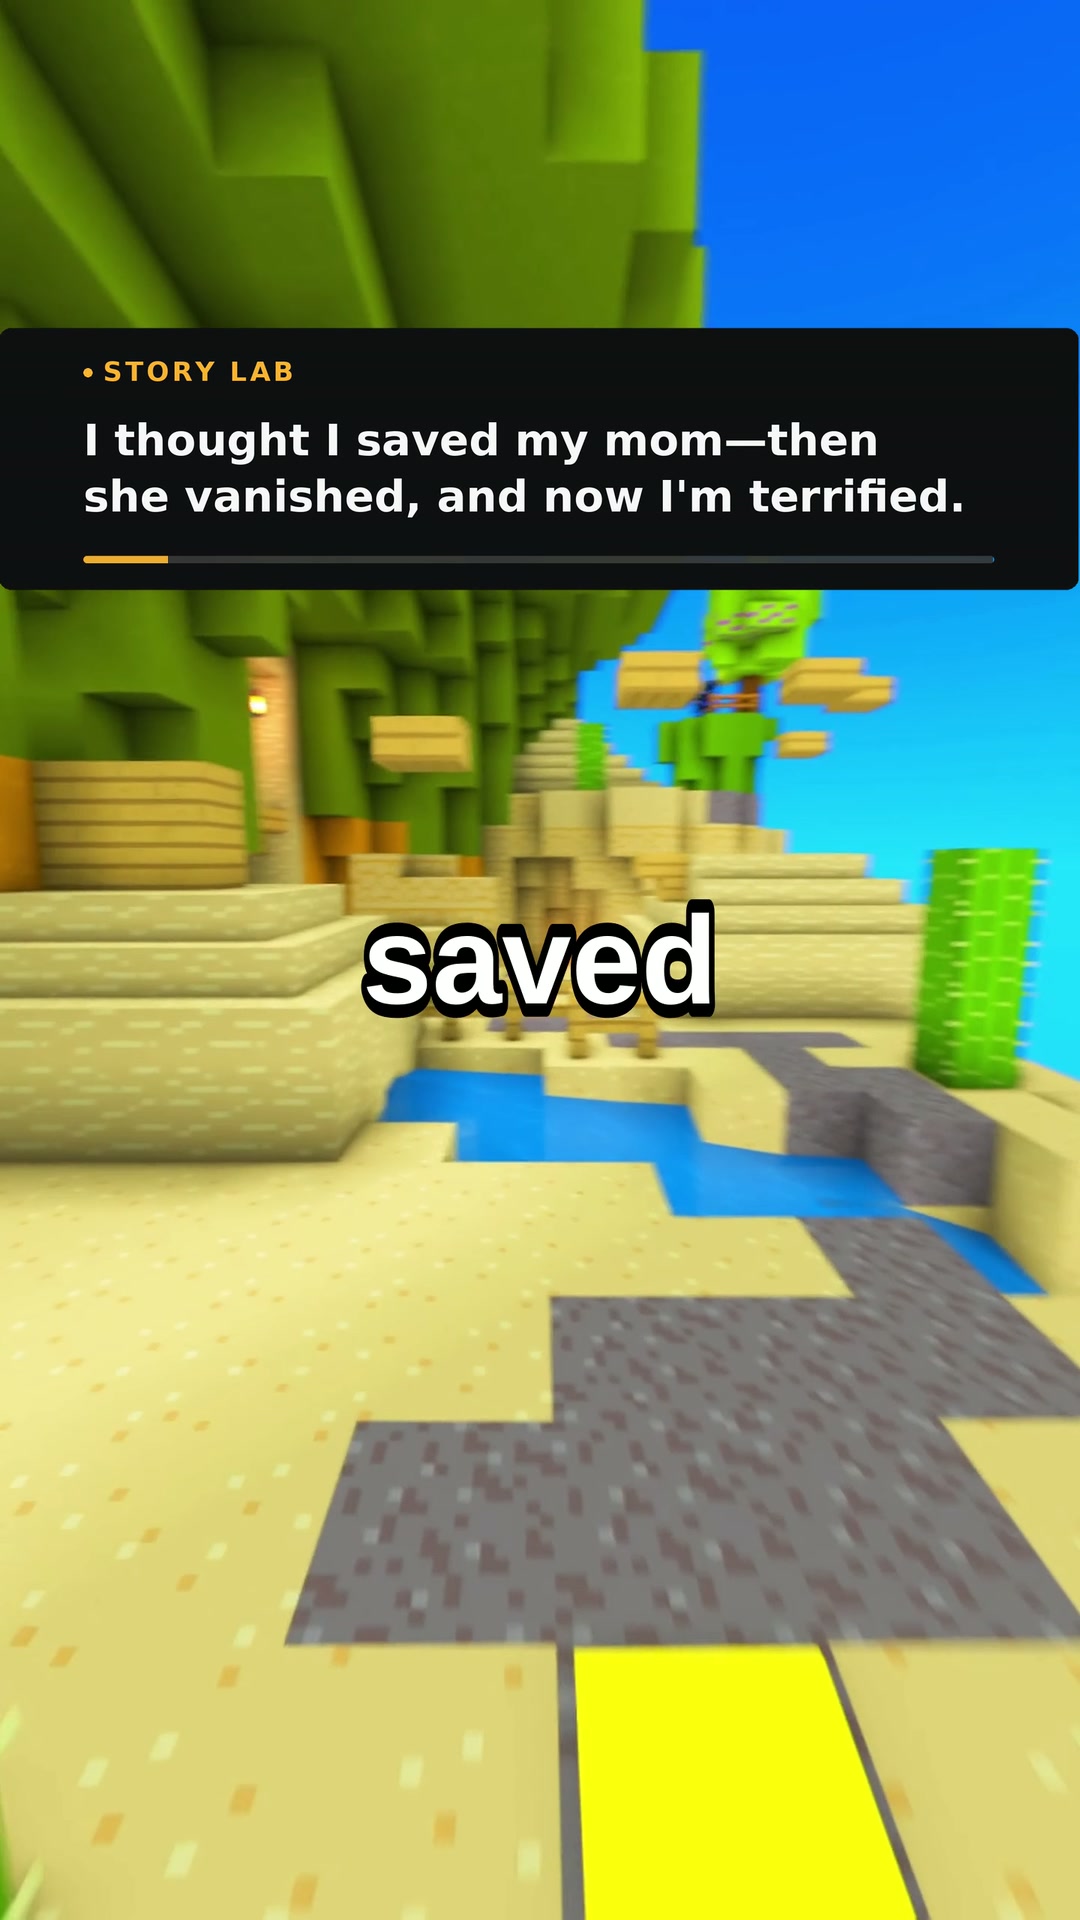 • STORY LAB
I thought I saved my mom—then
she vanished, and now I'm terrified.
saved